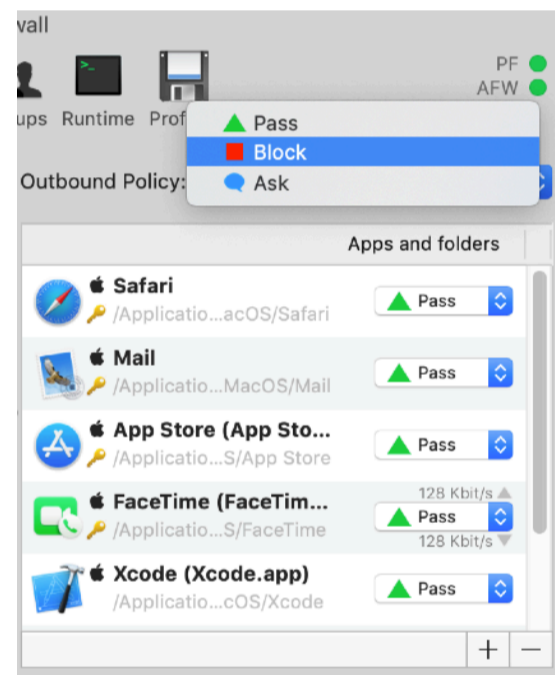 wall
PF
AFW
ups Runtime Prof
Pass
Block
Outbound Policy:
Ask
Apps and folders
Safari
/Applicatio...acOS/Safari
Pass
Mail
/Applicatio...MacOS/Mail
Pass
App Store (App Sto...
/Applicatio...S/App Store
Pass
FaceTime (FaceTim...
/Applicatio...S/FaceTime
128 Kbit/s
Pass
128 Kbit/s
Xcode (Xcode.app)
/Applicatio...cOS/Xcode
Pass